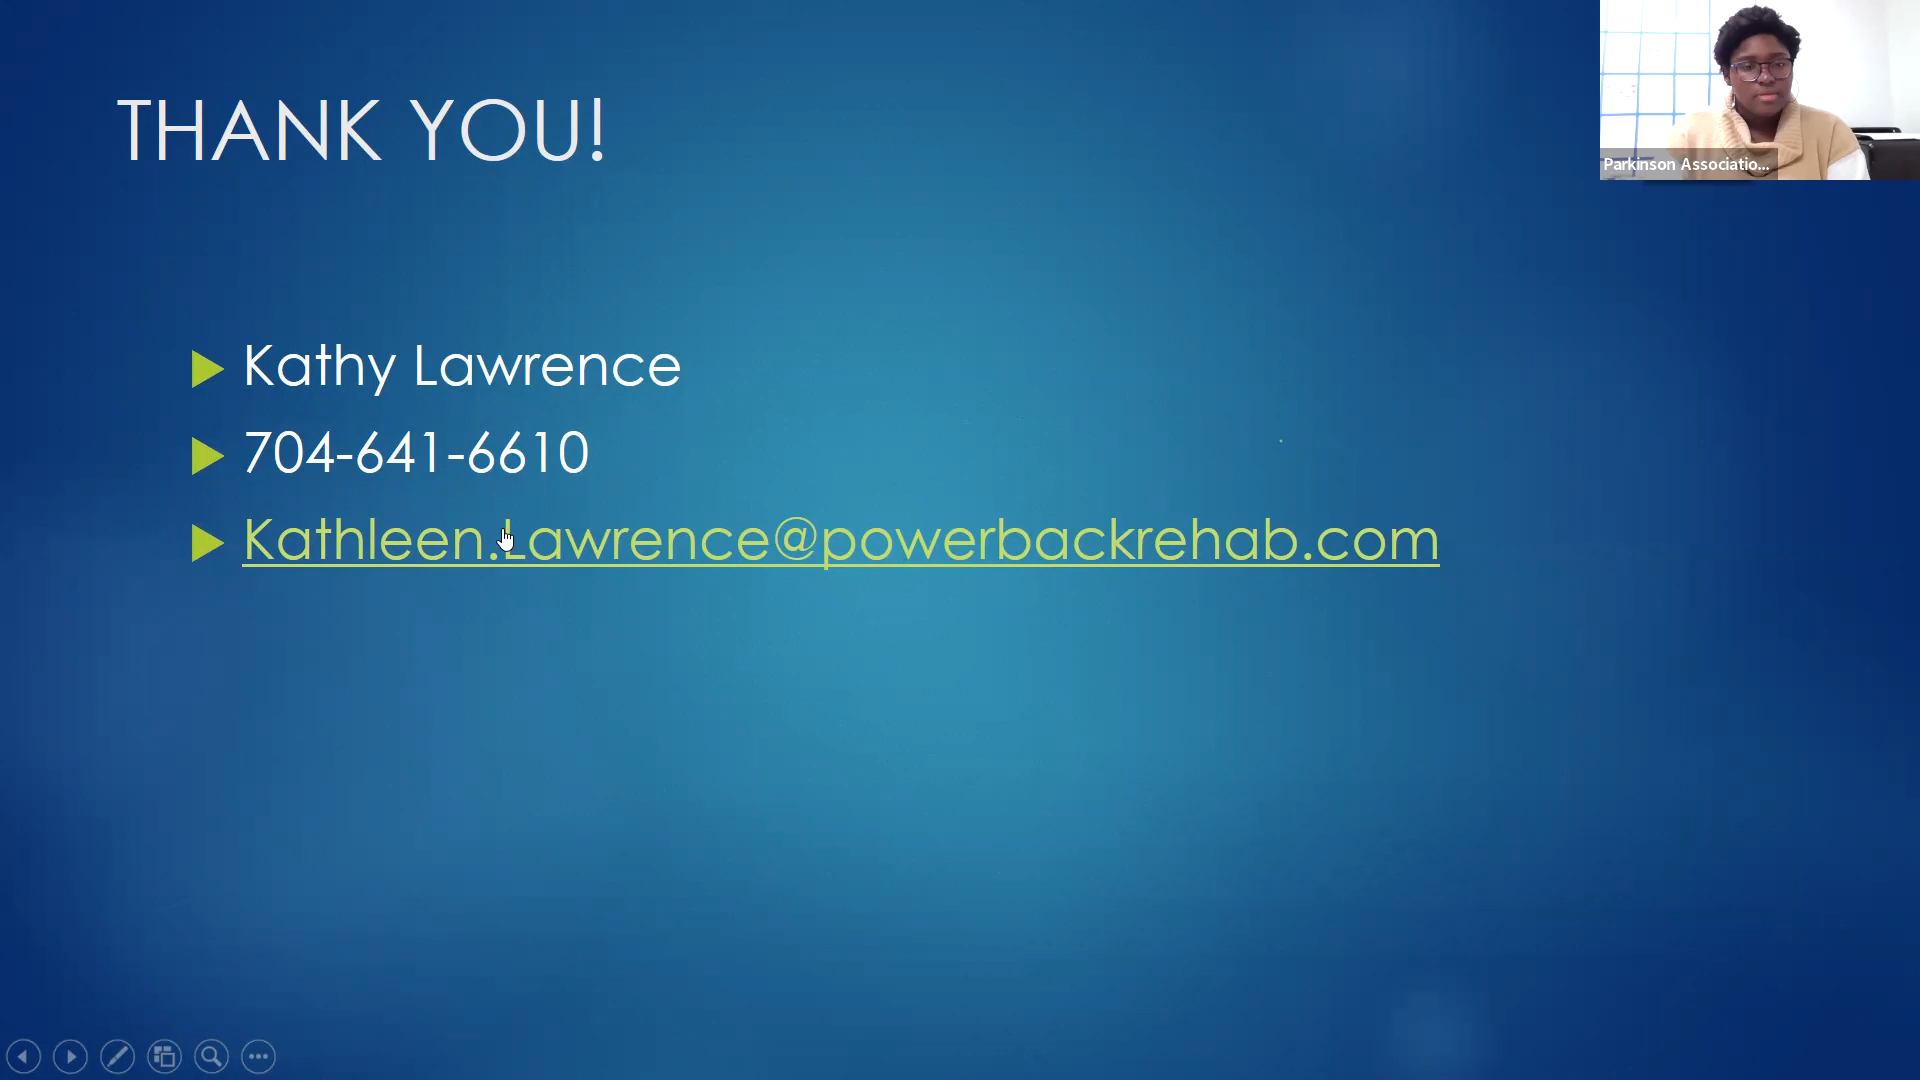 THANK YOU!
Parkinson Associatio...
Kathy Lawrence
704-641-6610
Kathleen.Lawrence@powerbackrehab.com